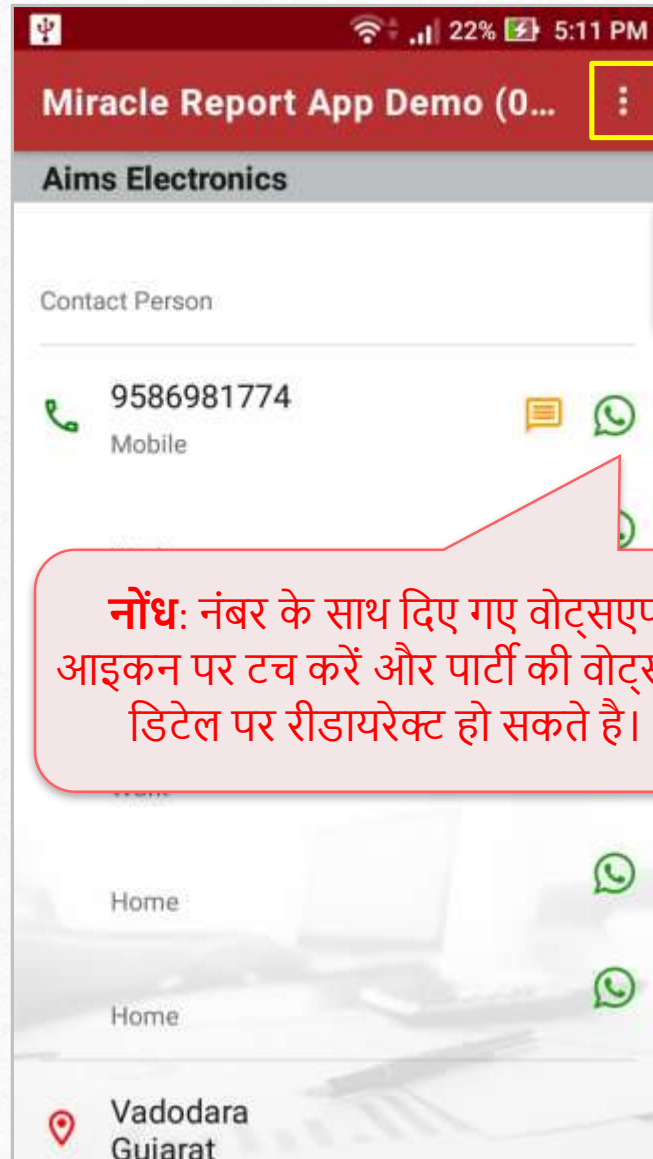 22% 5:11 PM
Miracle Report App Demo (0...
Aims Electronics
Contact Person
9586981774
Mobile
नोंध: नंबर के साथ दिए गए वोट्सएप
आइकन पर टच करें और पार्टी की
डिटेल पर रीडायरेक्ट हो सकते है।
Home
Home
Vadodara
Gujarat